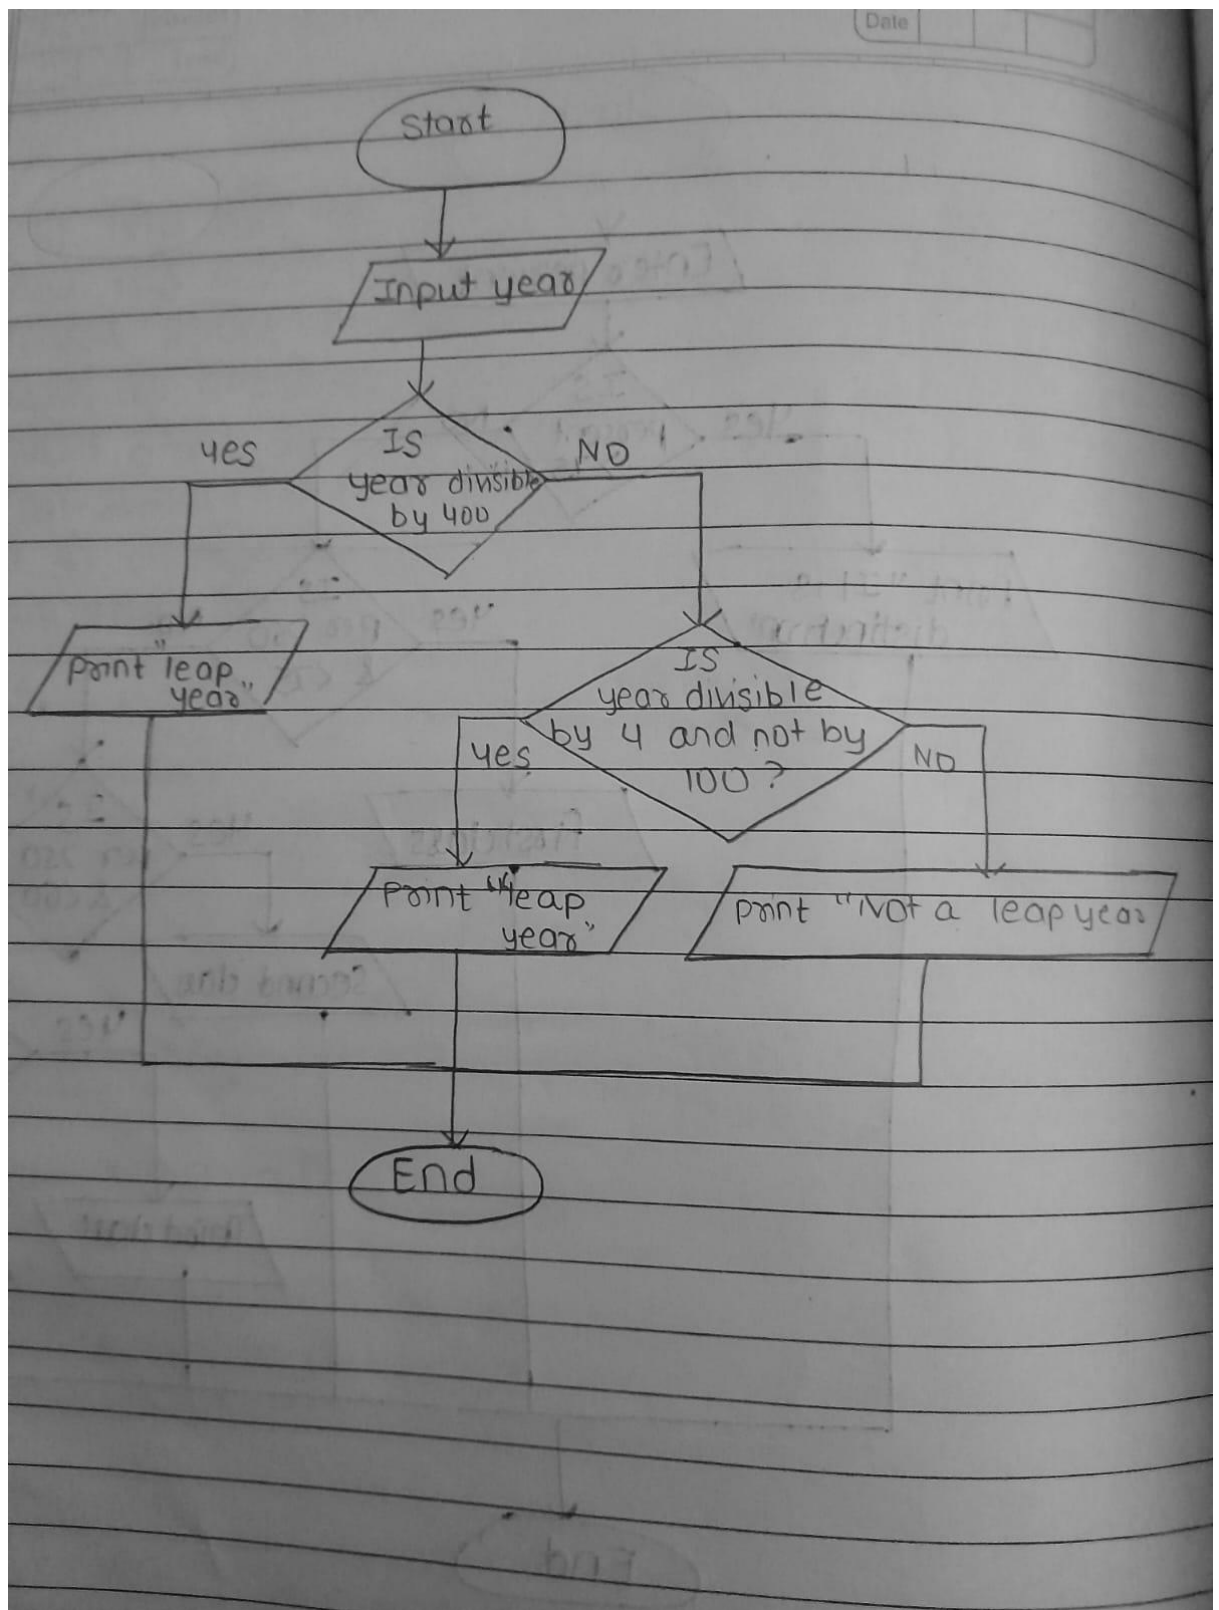 Date
Start
Input year
IS
year divisible
by 400
yes
NO
print "leap
year"
IS
year divisible
by 4 and not by
100?
yes
NO
print "leap
year"
print "Not a leap year
End